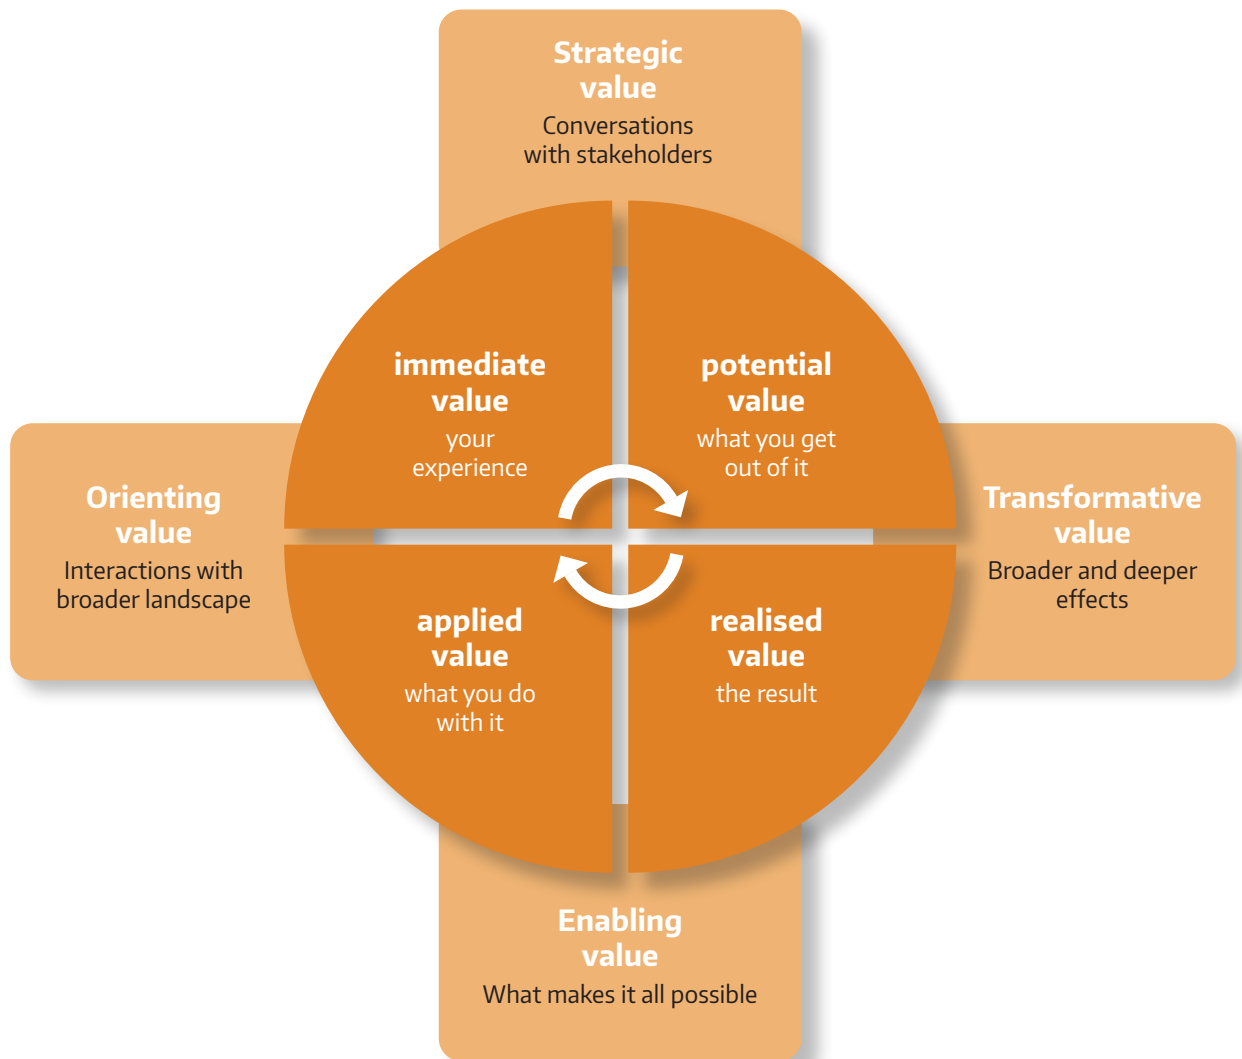 Strategic
value
Conversations
with stakeholders
immediate
value
your
experience
potential
value
what you get
out of it
Orienting
value
Interactions with
broader landscape
Transformative
value
Broader and deeper
effects
applied
value
what you do
with it
realised
value
the result
Enabling
value
What makes it all possible